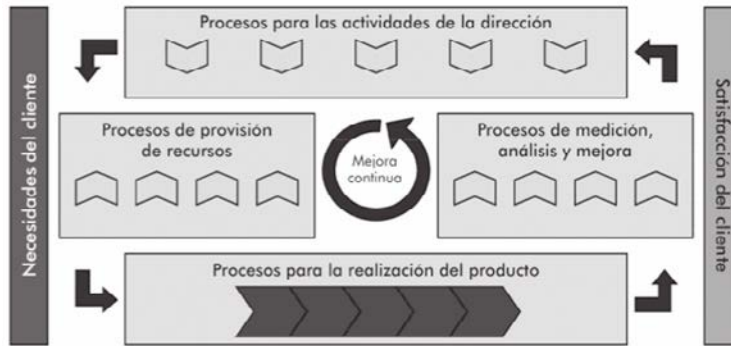 Necesidades del cliente
Procesos para las actividades de la dirección
Procesos de provisión
de recursos
Mejora
continua
Procesos de medición,
análisis y mejora
Procesos para la realización del producto
Satisfacción del cliente